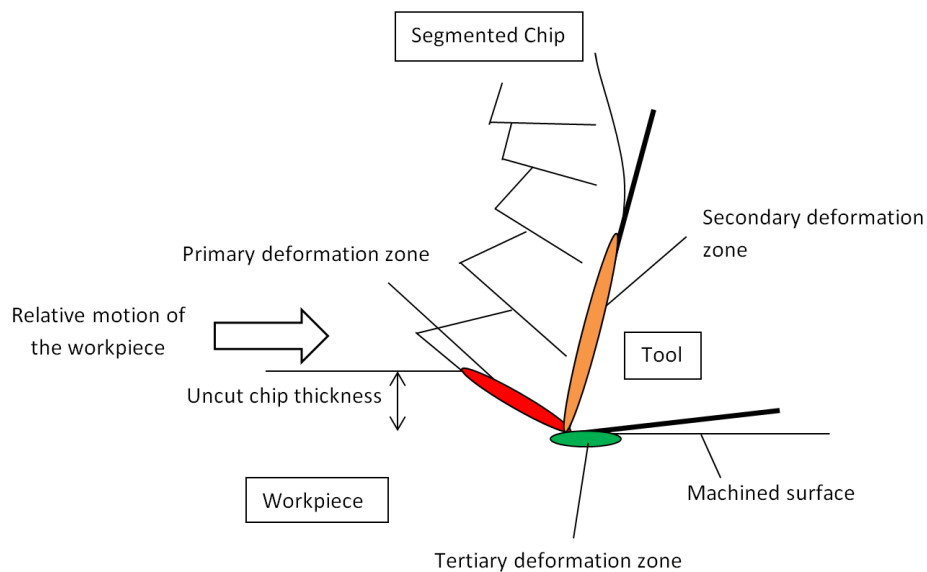 Segmented Chip
Secondary deformation
zone
Primary deformation zone
Relative motion of
the workpiece
Tool
Uncut chip thickness
Machined surface
Workpiece
Tertiary deformation zone